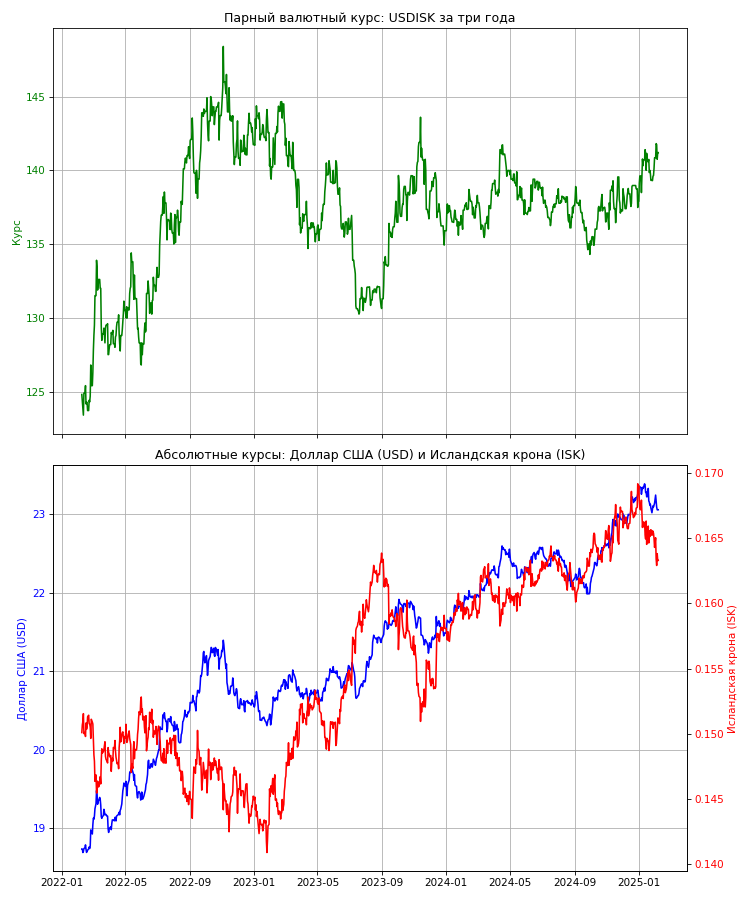 Парный валютный курс: USDISK за три года
Курс
145
140
135
130
125
Абсолютные курсы: Доллар США (USD) и Исландская крона (ISK)
Доллар США (USD)
23
22
21
20
19
0.170
0.165
0.160
0.155
0.150
0.145
0.140
Исландская крона (ISK)
2022-01 2022-05 2022-09 2023-01 2023-05 2023-09 2024-01 2024-05 2024-09 2025-01